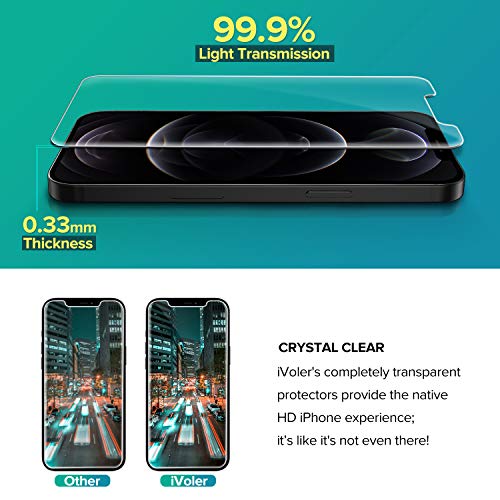 99.9%
Light Transmission
0.33mm
Thickness
CRYSTAL CLEAR
iVoler's completely transparent
protectors provide the native
HD iPhone experience;
it's like it's not even there!
Other
iVoler